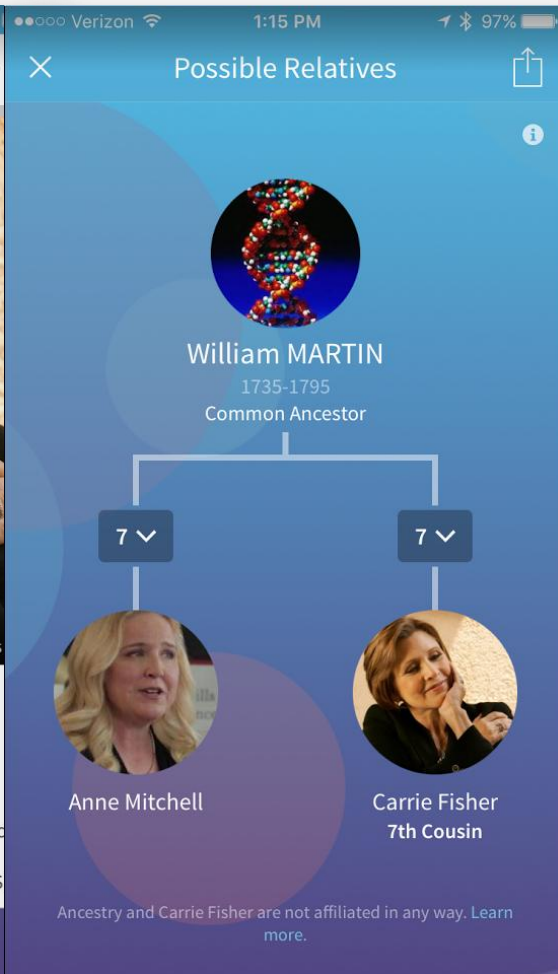 Verizon 1:15 PM 97%
Possible Relatives
William MARTIN
1735-1795
Common Ancestor
7 7
Anne Mitchell Carrie Fisher
7th Cousin
Ancestry and Carrie Fisher are not affiliated in any way. Learn
more.